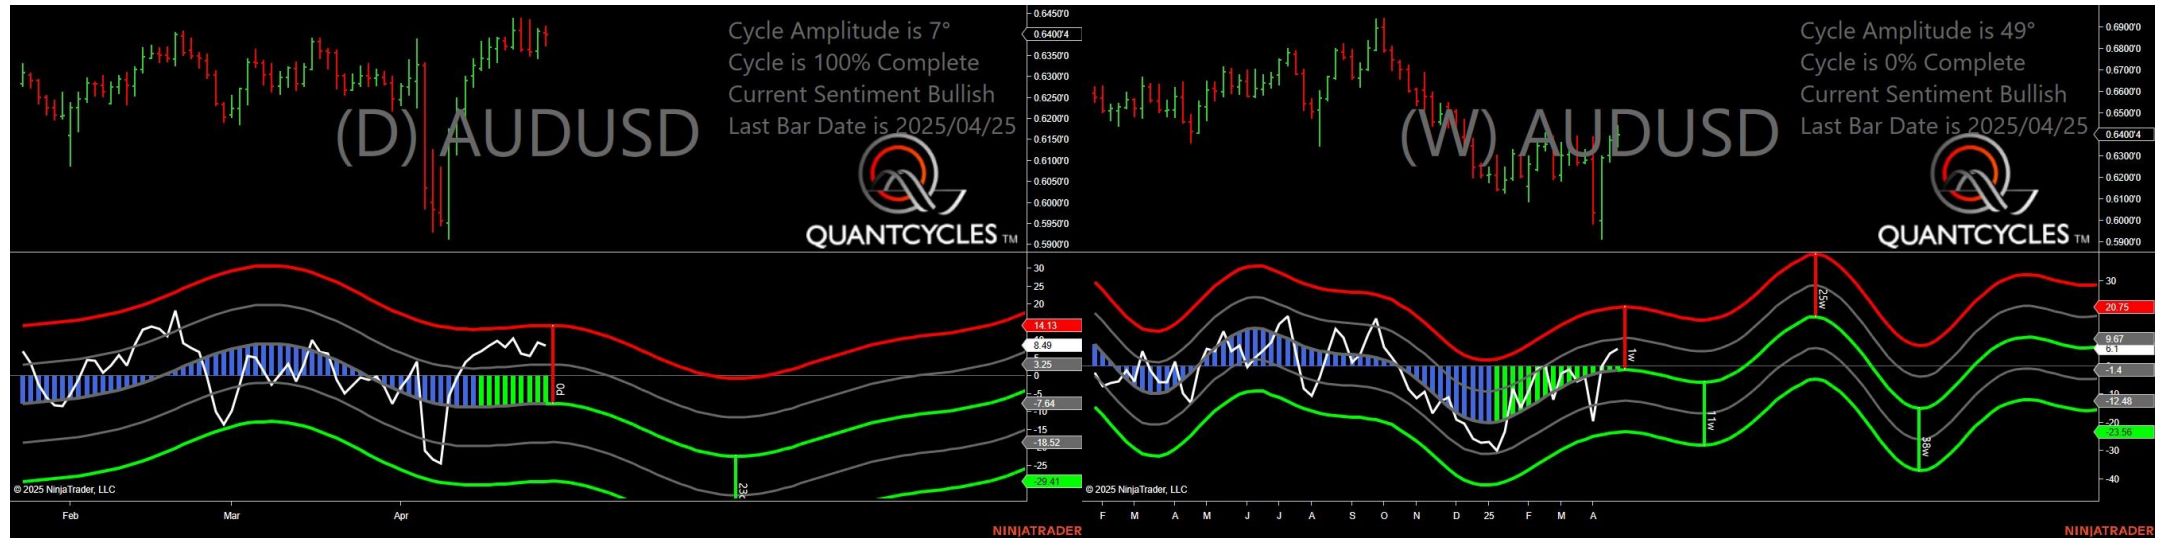 Cycle Amplitude is 7°
Cycle is 100% Complete
Current Sentiment Bullish
Last Bar Date is 2025/04/25
(D) AUDUSD
QUANTCYCLES TM
0.6450'0
0.6400'4
0.6350'0
0.6300'0
0.6250'0
0.6200'0
0.6150'0
0.6100'0
0.6050'0
0.6000'0
0.5950'0
0.5900'0
30
25
20
14.13
8.49
3.25
0
-5
-7.64
-10
-15
-18.52
-25
-29.41
0d
© 2025 NinjaTrader, LLC
Feb Mar Apr
NINJATRADER
Cycle Amplitude is 49°
Cycle is 0% Complete
Current Sentiment Bullish
Last Bar Date is 2025/04/25
(W) AUDUSD
QUANTCYCLES TM
0.6900'0
0.6800'0
0.6700'0
0.6600'0
0.6500'0
0.6400'4
0.6300'0
0.6200'0
0.6100'0
0.6000'0
0.5900'0
30
20.75
9.67
6.1
-1.4
-10
-12.48
-20
-23.56
-30
-40
1w
11w
25w
38w
© 2025 NinjaTrader, LLC
F M A M J J A S O N D 25 F M A
NINJATRADER